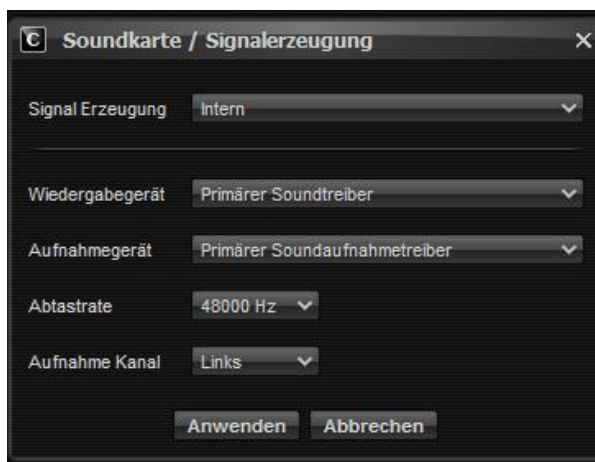 C Soundkarte / Signalerzeugung
Signal Erzeugung Intern
Wiedergabegerät Primärer Soundtreiber
Aufnahmegerät Primärer Soundaufnahmetreiber
Abtastrate 48000 Hz
Aufnahme Kanal Links
Anwenden Abbrechen